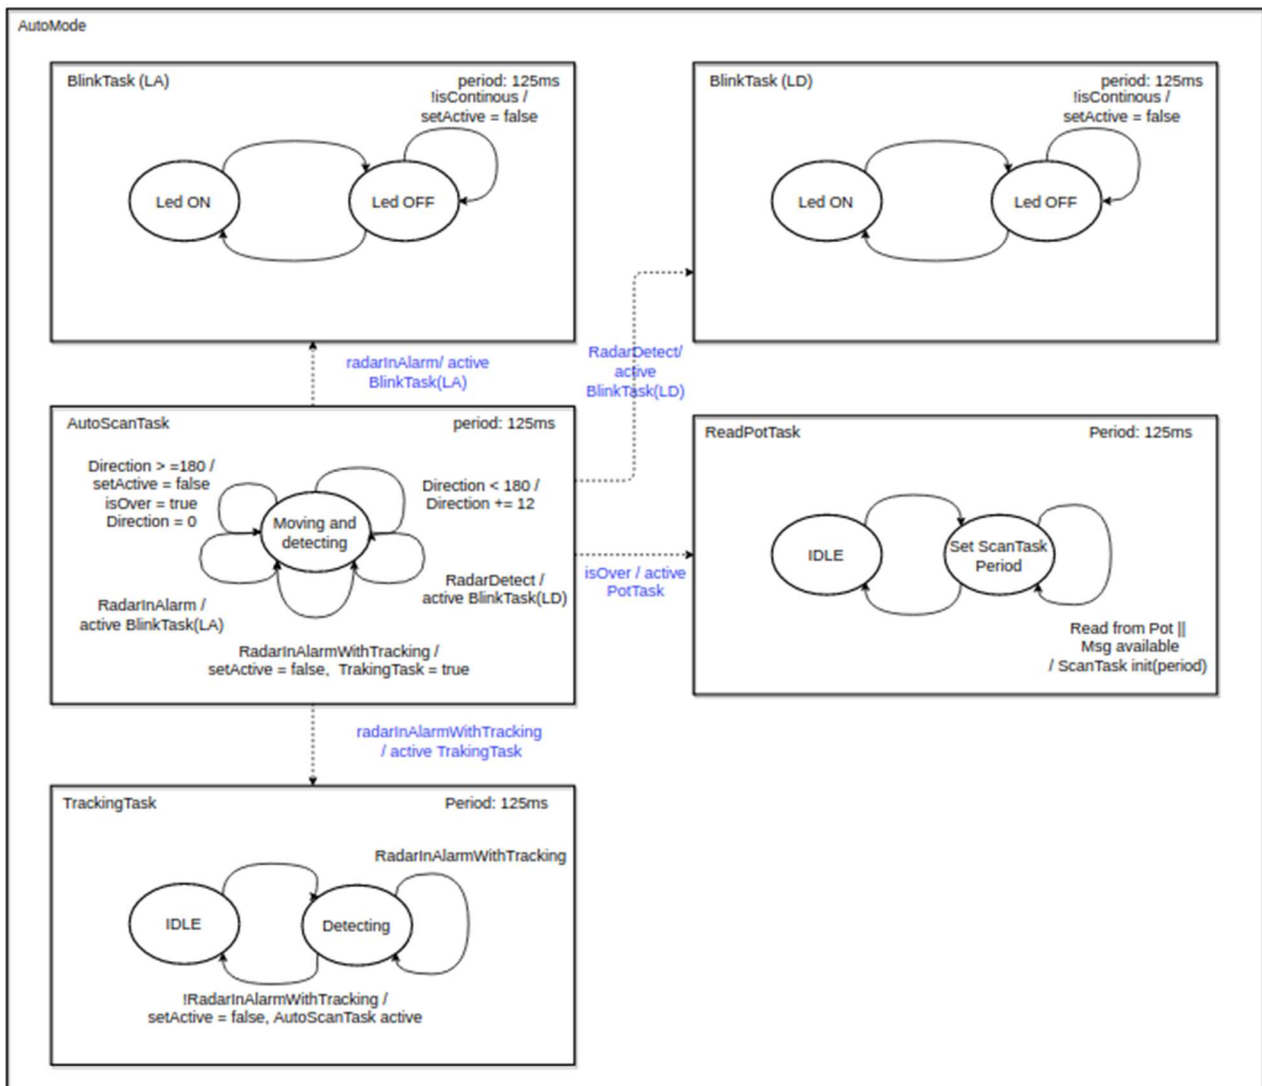 AutoMode
BlinkTask (LA)
period: 125ms
!isContinous /
setActive = false
Led ON
Led OFF
BlinkTask (LD)
period: 125ms
!isContinous /
setActive = false
Led ON
Led OFF
radarInAlarm/ active
BlinkTask(LA)
RadarDetect/
active
BlinkTask(LD)
AutoScanTask
period: 125ms
Direction > =180 /
setActive = false
isOver = true
Direction = 0
Direction < 180 /
Direction += 12
Moving and
detecting
RadarInAlarm /
active BlinkTask(LA)
RadarDetect /
active BlinkTask(LD)
RadarInAlarmWithTracking /
setActive = false, TrakingTask = true
isOver / active
PotTask
ReadPotTask
Period: 125ms
IDLE
Set ScanTask
Period
Read from Pot ||
Msg available
/ ScanTask init(period)
radarInAlarmWithTracking
/ active TrakingTask
TrackingTask
Period: 125ms
RadarInAlarmWithTracking
IDLE
Detecting
!RadarInAlarmWithTracking /
setActive = false, AutoScanTask active